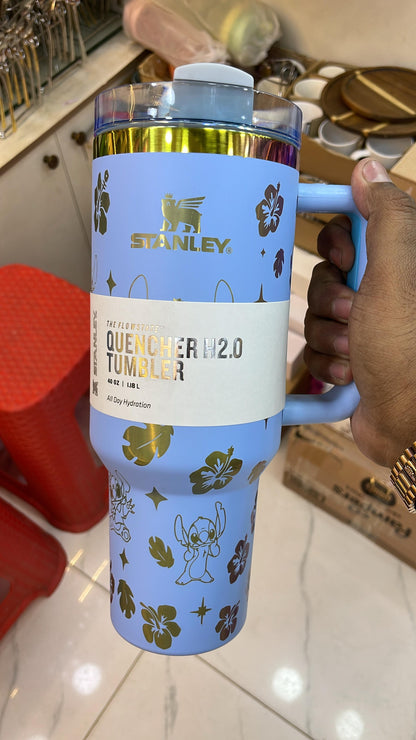 STANLEY®
STANLEY
THE FLOWSTATE™
QUENCHER H2.0
TUMBLER
40 OZ | 1.18 L
All Day Hydration